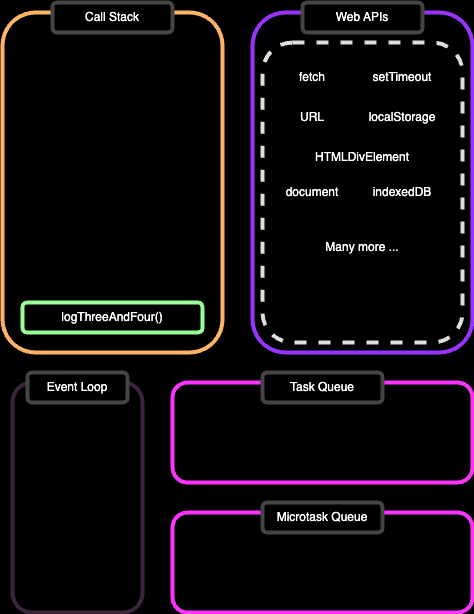 Call Stack
Web APIs
fetch
setTimeout
URL
localStorage
HTMLDivElement
document
indexedDB
Many more ...
logThreeAndFour()
Event Loop
Task Queue
Microtask Queue